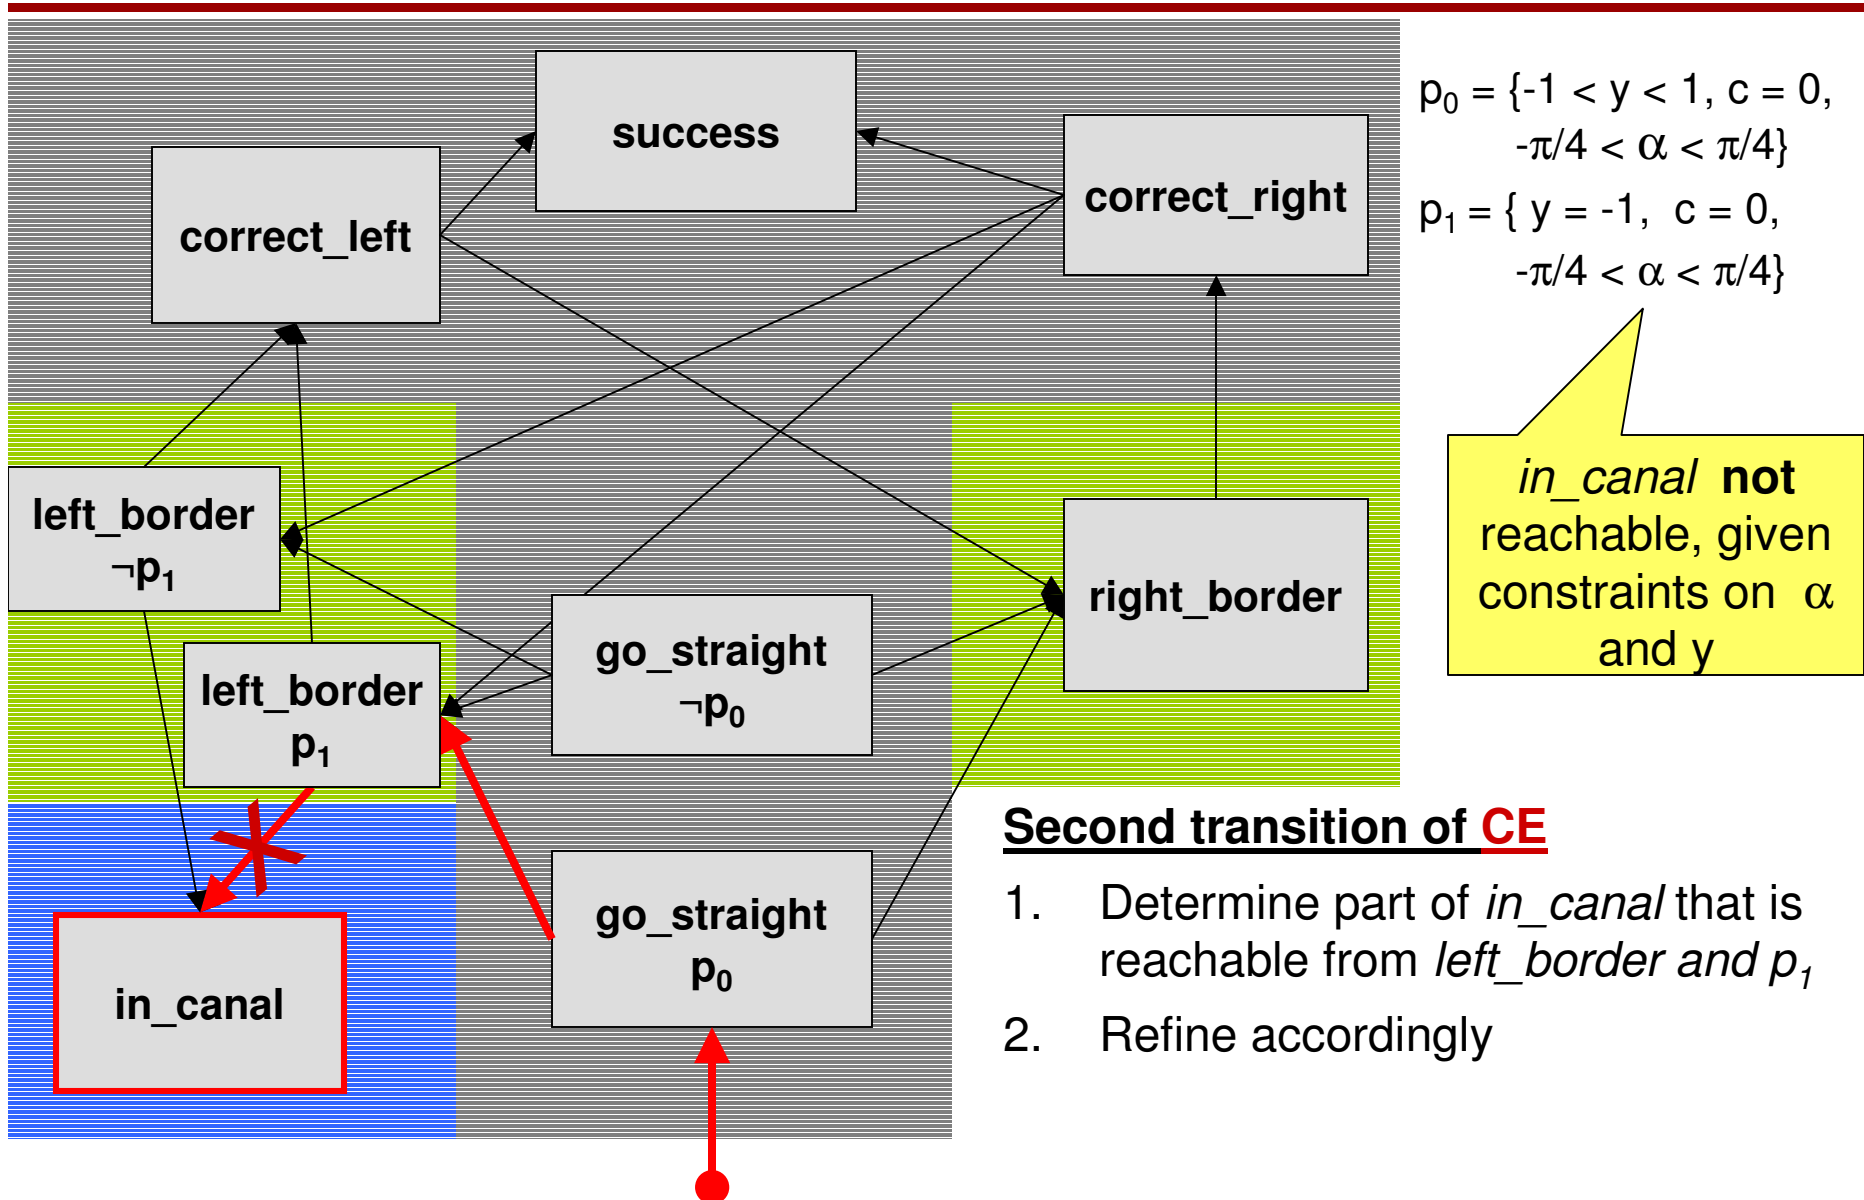 success
correct_left
correct_right
left_border
¬p₁
left_border
p₁
go_straight
¬p₀
right_border
go_straight
p₀
in_canal
p₀ = {-1 < y < 1, c = 0,
-π/4 < α < π/4}
p₁ = { y = -1, c = 0,
-π/4 < α < π/4}
in_canal not
reachable, given
constraints on α
and y
Second transition of CE
1. Determine part of in_canal that is
reachable from left_border and p₁
2. Refine accordingly